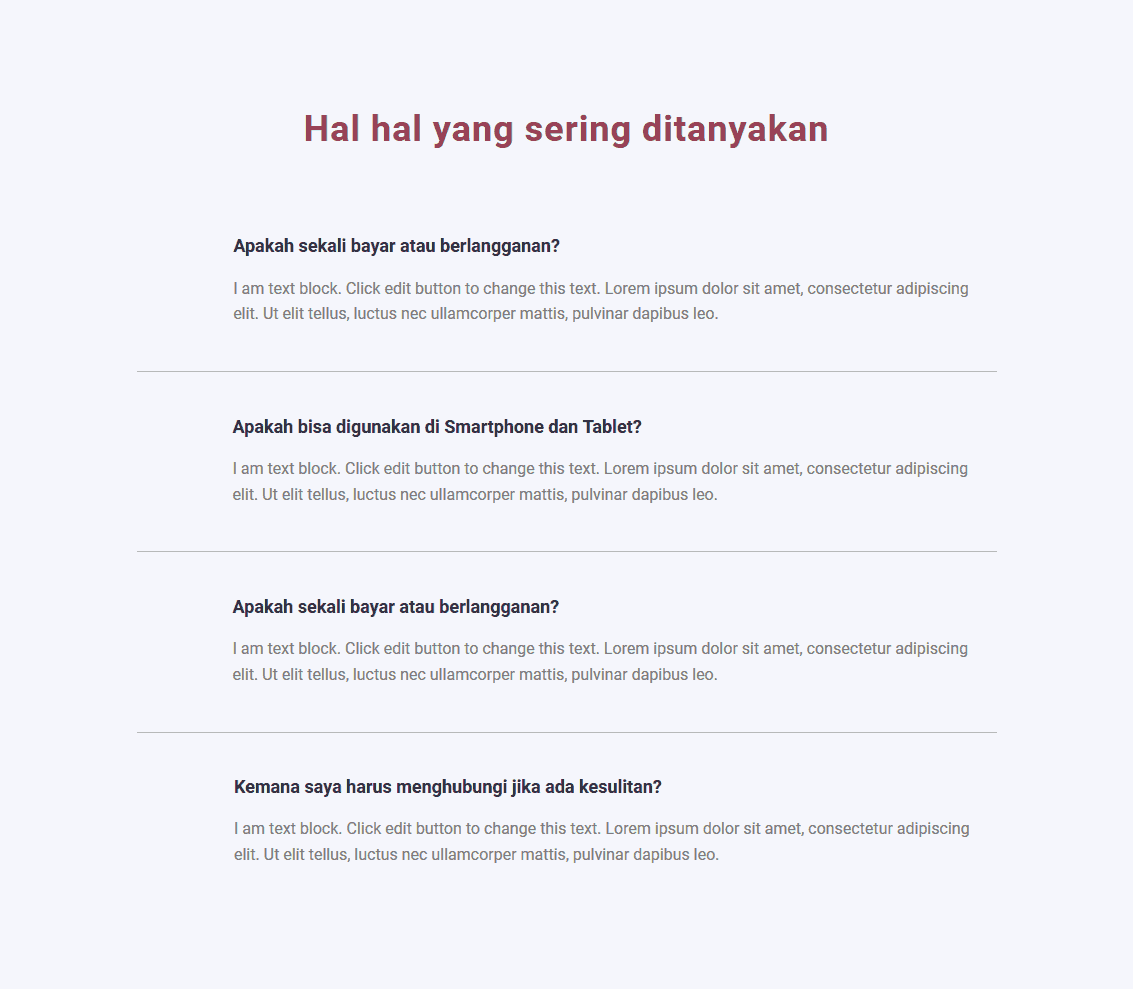 Hal hal yang sering ditanyakan
Apakah sekali bayar atau berlangganan?
I am text block. Click edit button to change this text. Lorem ipsum dolor sit amet, consectetur adipiscing
elit. Ut elit tellus, luctus nec ullamcorper mattis, pulvinar dapibus leo.
Apakah bisa digunakan di Smartphone dan Tablet?
I am text block. Click edit button to change this text. Lorem ipsum dolor sit amet, consectetur adipiscing
elit. Ut elit tellus, luctus nec ullamcorper mattis, pulvinar dapibus leo.
Apakah sekali bayar atau berlangganan?
I am text block. Click edit button to change this text. Lorem ipsum dolor sit amet, consectetur adipiscing
elit. Ut elit tellus, luctus nec ullamcorper mattis, pulvinar dapibus leo.
Kemana saya harus menghubungi jika ada kesulitan?
I am text block. Click edit button to change this text. Lorem ipsum dolor sit amet, consectetur adipiscing
elit. Ut elit tellus, luctus nec ullamcorper mattis, pulvinar dapibus leo.